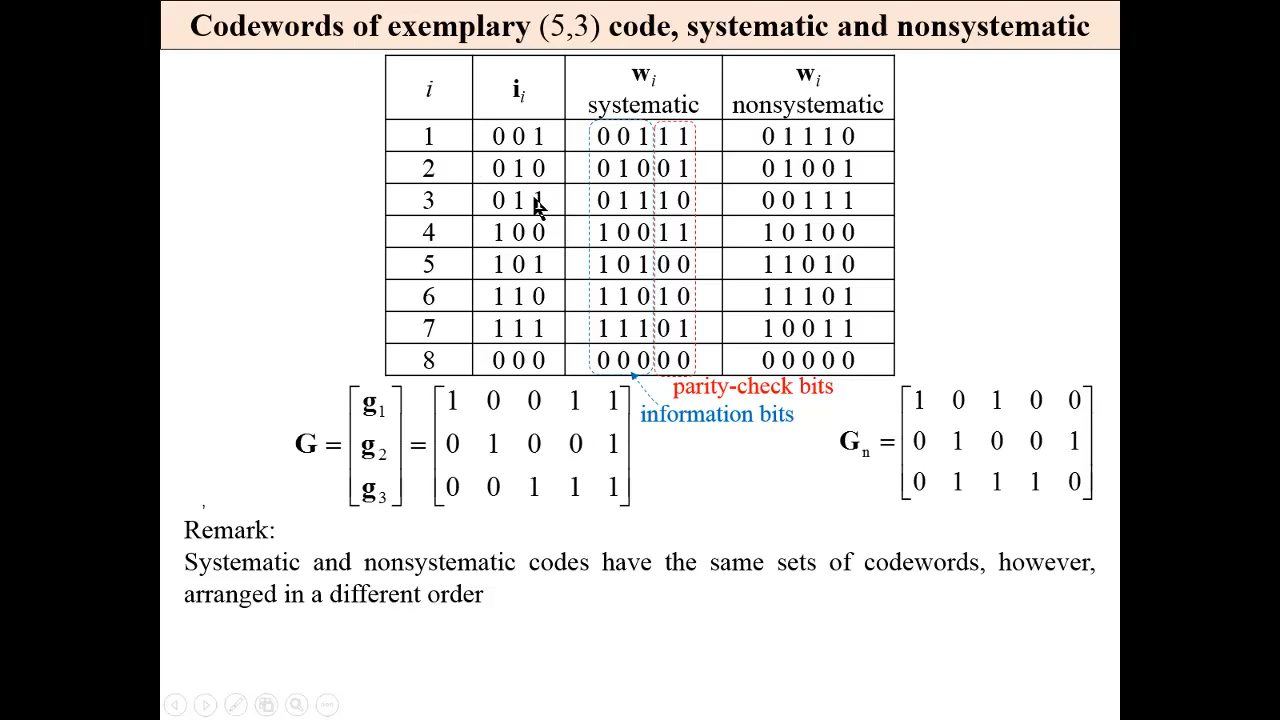 Codewords of exemplary (5,3) code, systematic and nonsystematic
i i_i w_i systematic w_i nonsystematic
1 0 0 1 0 0 1 1 1 0 1 1 1 0
2 0 1 0 0 1 0 0 1 0 1 0 0 1
3 0 1 1 0 1 1 1 0 0 0 1 1 1
4 1 0 0 1 0 0 1 1 1 0 1 0 0
5 1 0 1 1 0 1 0 0 1 1 0 1 0
6 1 1 0 1 1 0 1 0 1 1 1 0 1
7 1 1 1 1 1 1 0 1 1 0 0 1 1
8 0 0 0 0 0 0 0 0 0 0 0 0 0
parity-check bits
information bits
G = [g_1 g_2 g_3] =
1 0 0 1 1
0 1 0 0 1
0 0 1 1 1
G_n =
1 0 1 0 0
0 1 0 0 1
0 1 1 1 0
,
Remark:
Systematic and nonsystematic codes have the same sets of codewords, however,
arranged in a different order